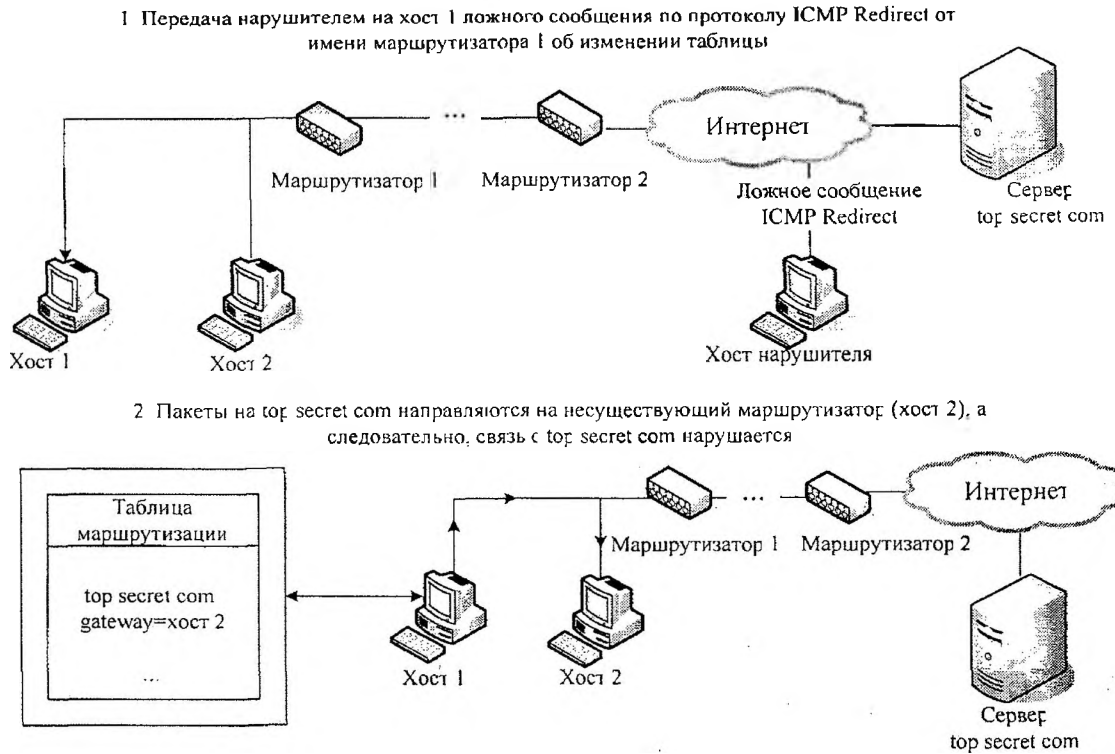 1 Передача нарушителем на хост 1 ложного сообщения по протоколу ICMP Redirect от
имени маршрутизатора 1 об изменении таблицы
...
Интернет
Маршрутизатор 1
Маршрутизатор 2
Ложное сообщение
ICMP Redirect
Сервер
top secret com
Хост 1
Хост 2
Хост нарушителя
2 Пакеты на top secret com направляются на несуществующий маршрутизатор (хост 2), а
следовательно, связь с top secret com нарушается
Таблица
маршрутизации
top secret com
gateway=хост 2
...
...
Интернет
Маршрутизатор 1
Маршрутизатор 2
Хост 1
Хост 2
Сервер
top secret com